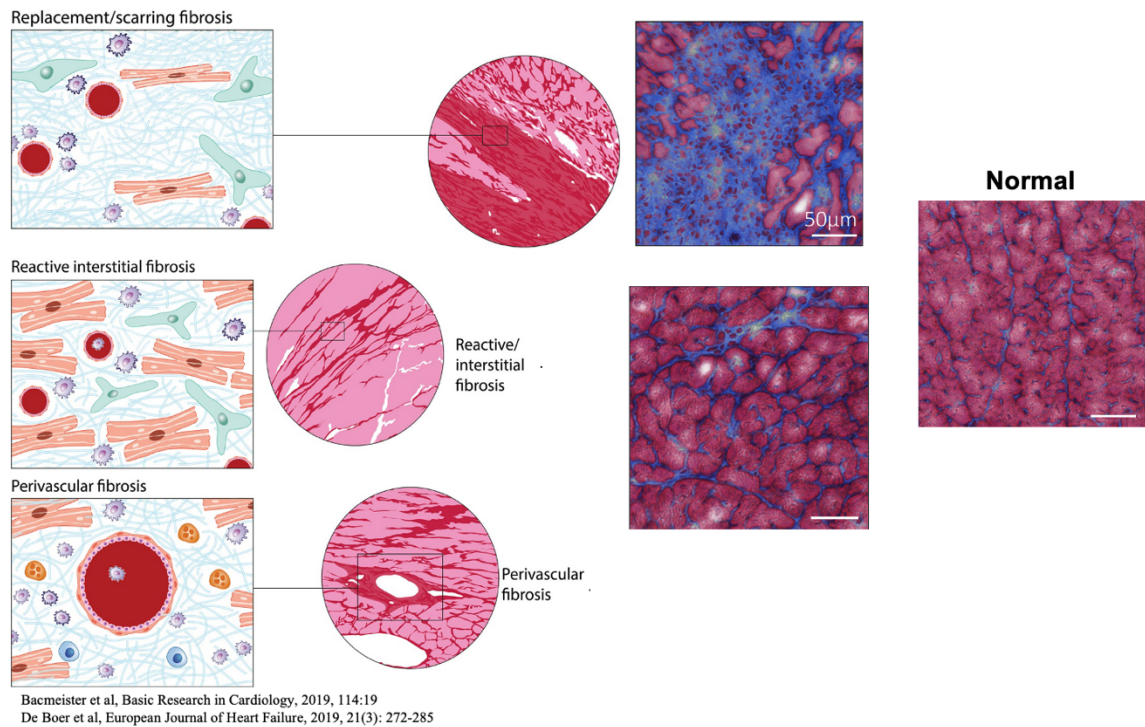 Replacement/scarring fibrosis
50μm
Normal
Reactive interstitial fibrosis
Reactive/
interstitial
fibrosis
Perivascular fibrosis
Perivascular
fibrosis
Bacmeister et al, Basic Research in Cardiology, 2019, 114:19
De Boer et al, European Journal of Heart Failure, 2019, 21(3): 272-285